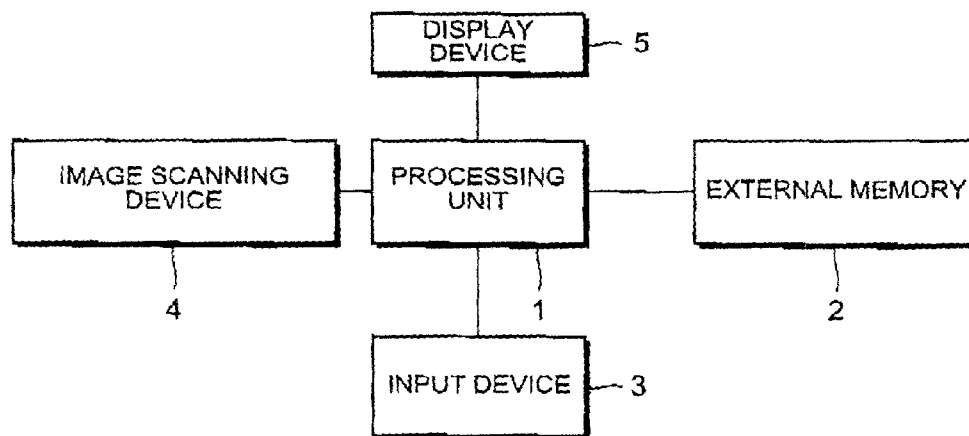 DISPLAY
DEVICE
5
IMAGE SCANNING
DEVICE
4
PROCESSING
UNIT
1
EXTERNAL MEMORY
2
INPUT DEVICE
3